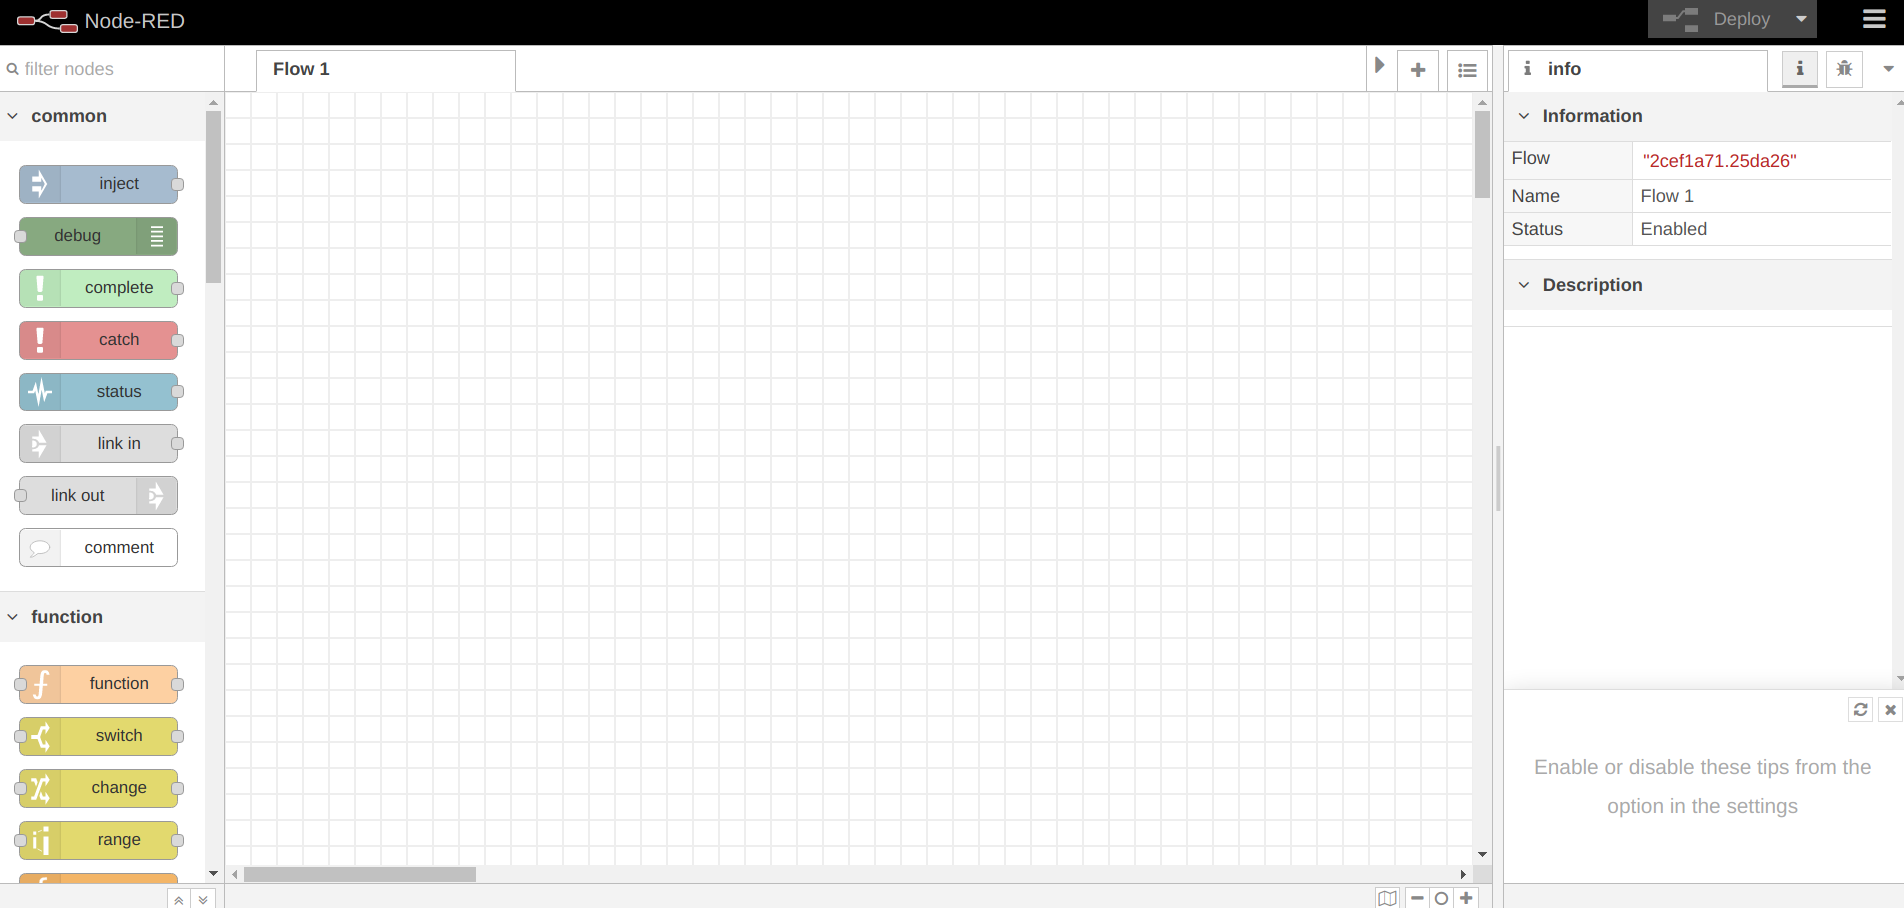 Node-RED
Deploy
filter nodes
Flow 1
info
common
inject
debug
complete
catch
status
link in
link out
comment
function
function
switch
change
range
Information
Flow "2cef1a71.25da26"
Name Flow 1
Status Enabled
Description
Enable or disable these tips from the
option in the settings